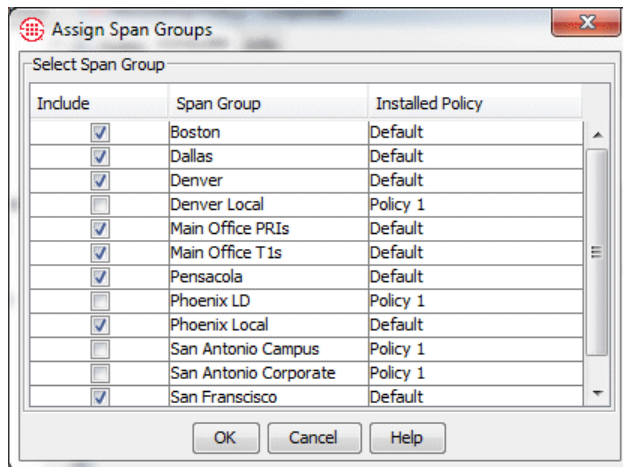 Assign Span Groups
Select Span Group
Include Span Group Installed Policy
Boston Default
Dallas Default
Denver Default
Denver Local Policy 1
Main Office PRIs Default
Main Office T1s Default
Pensacola Default
Phoenix LD Policy 1
Phoenix Local Default
San Antonio Campus Policy 1
San Antonio Corporate Policy 1
San Franscisco Default
OK Cancel Help